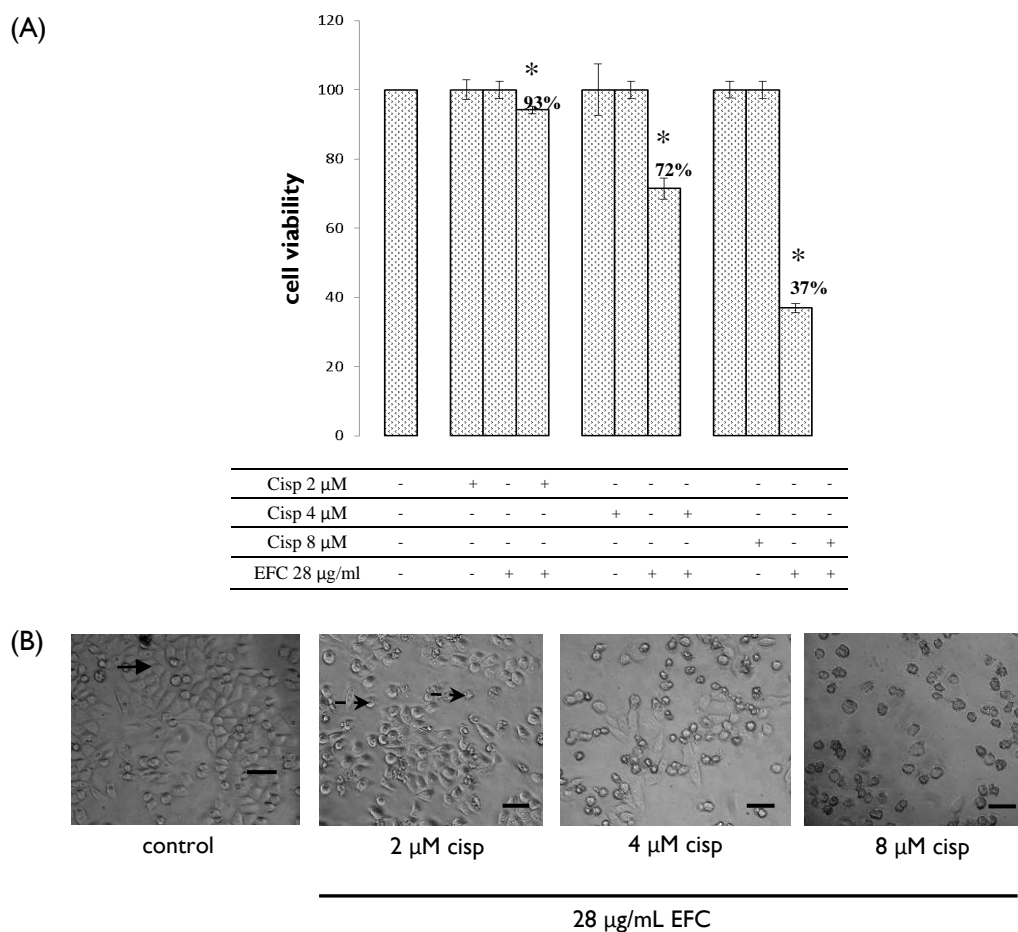 (A)
120
100
80
60
40
20
0
cell viability
*
93%
*
72%
*
37%
Cisp 2 µM - + - + - - - - - -
Cisp 4 µM - - - - + - + - - -
Cisp 8 µM - - - - - - - + - +
EFC 28 µg/ml - - + + - + + - + +
(B)
control
2 µM cisp
4 µM cisp
8 µM cisp
28 µg/mL EFC